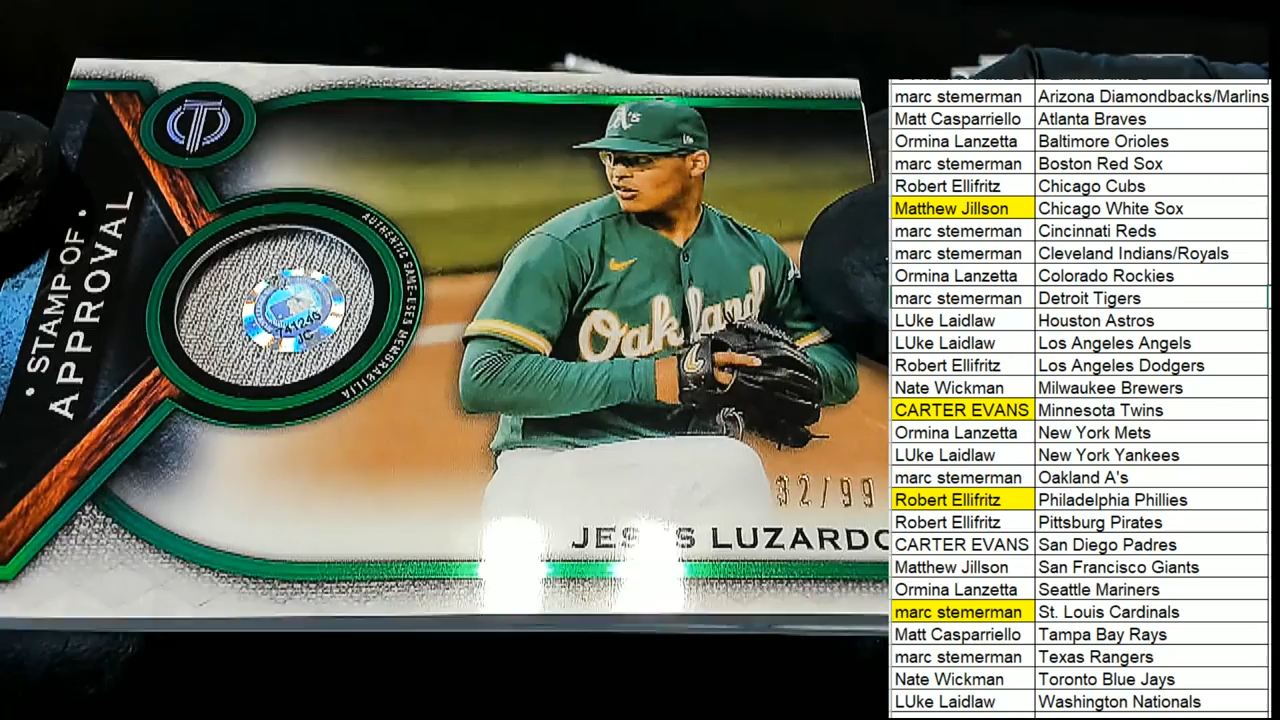 STAMP OF
APPROVAL
AUTHENTIC GAME-USED MEMORABILIA
A's
Oakland
32/99
JESUS LUZARDO
marc stemerman Arizona Diamondbacks/Marlins
Matt Casparriello Atlanta Braves
Ormina Lanzetta Baltimore Orioles
marc stemerman Boston Red Sox
Robert Ellifritz Chicago Cubs
Matthew Jillson Chicago White Sox
marc stemerman Cincinnati Reds
marc stemerman Cleveland Indians/Royals
Ormina Lanzetta Colorado Rockies
marc stemerman Detroit Tigers
LUke Laidlaw Houston Astros
LUke Laidlaw Los Angeles Angels
Robert Ellifritz Los Angeles Dodgers
Nate Wickman Milwaukee Brewers
CARTER EVANS Minnesota Twins
Ormina Lanzetta New York Mets
LUke Laidlaw New York Yankees
marc stemerman Oakland A's
Robert Ellifritz Philadelphia Phillies
Robert Ellifritz Pittsburg Pirates
CARTER EVANS San Diego Padres
Matthew Jillson San Francisco Giants
Ormina Lanzetta Seattle Mariners
marc stemerman St. Louis Cardinals
Matt Casparriello Tampa Bay Rays
marc stemerman Texas Rangers
Nate Wickman Toronto Blue Jays
LUke Laidlaw Washington Nationals